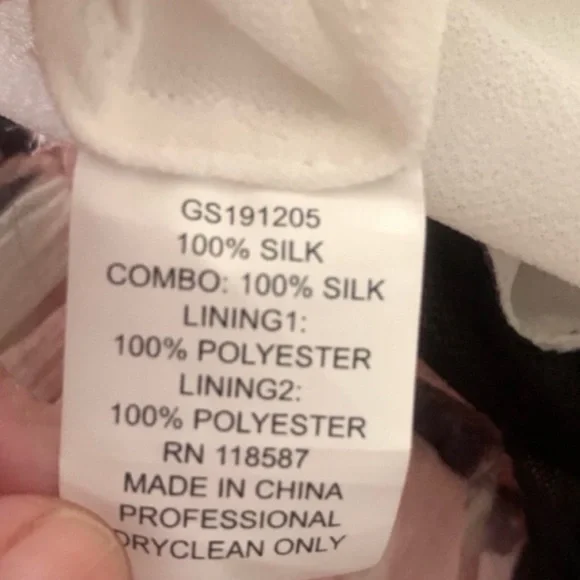 GS191205
100% SILK
COMBO: 100% SILK
LINING1:
100% POLYESTER
LINING2:
100% POLYESTER
RN 118587
MADE IN CHINA
PROFESSIONAL
DRYCLEAN ONLY